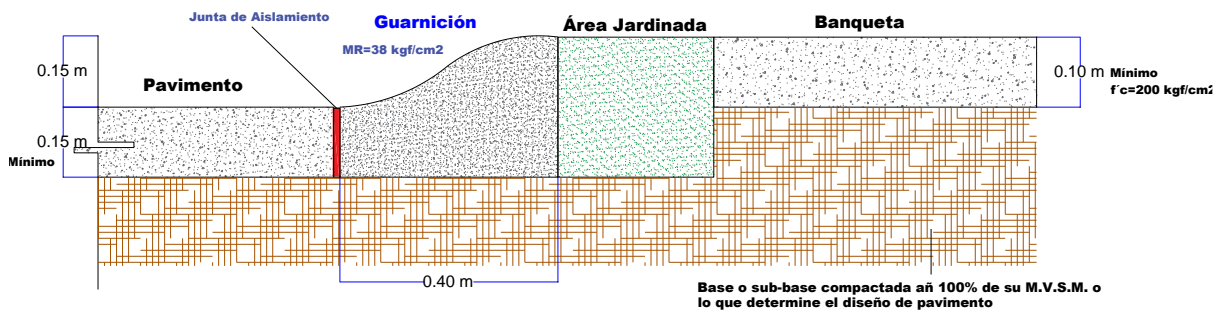 Junta de Aislamiento
Guarnición
Área Jardinada
Banqueta
MR=38 kgf/cm2
0.15 m
Pavimento
0.10 m
Mínimo
f´c=200 kgf/cm2
0.15 m
Mínimo
0.40 m
Base o sub-base compactada añ 100% de su M.V.S.M. o
lo que determine el diseño de pavimento